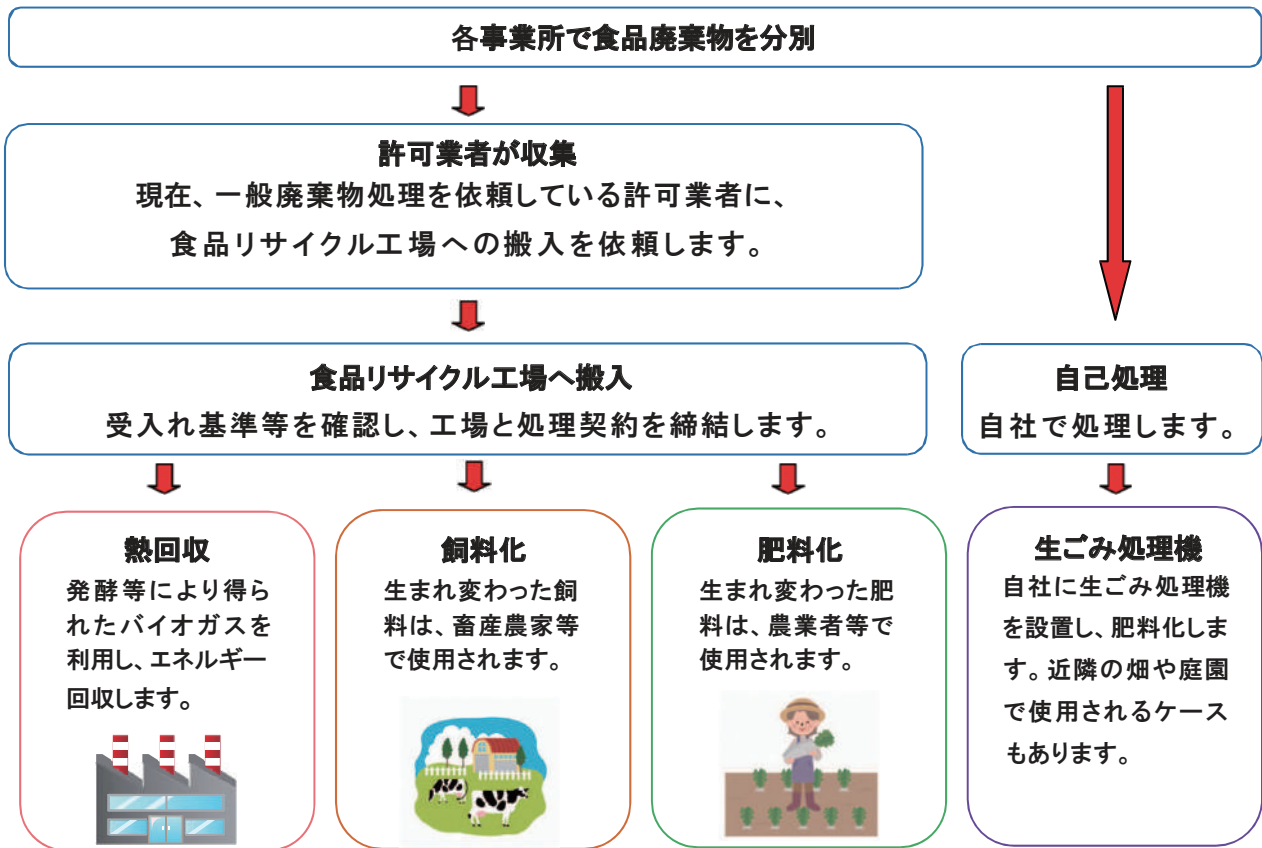 各事業所で食品廃棄物を分別
許可業者が収集
現在、一般廃棄物処理を依頼している許可業者に、
食品リサイクル工場への搬入を依頼します。
食品リサイクル工場へ搬入
受入れ基準等を確認し、工場と処理契約を締結します。
自己処理
自社で処理します。
熱回収
発酵等により得ら
れたバイオガスを
利用し、エネルギー
回収します。
飼料化
生まれ変わった飼
料は、畜産農家等
で使用されます。
肥料化
生まれ変わった肥
料は、農業者等で
使用されます。
生ごみ処理機
自社に生ごみ処理機
を設置し、肥料化しま
す。近隣の畑や庭園
で使用されるケース
もあります。